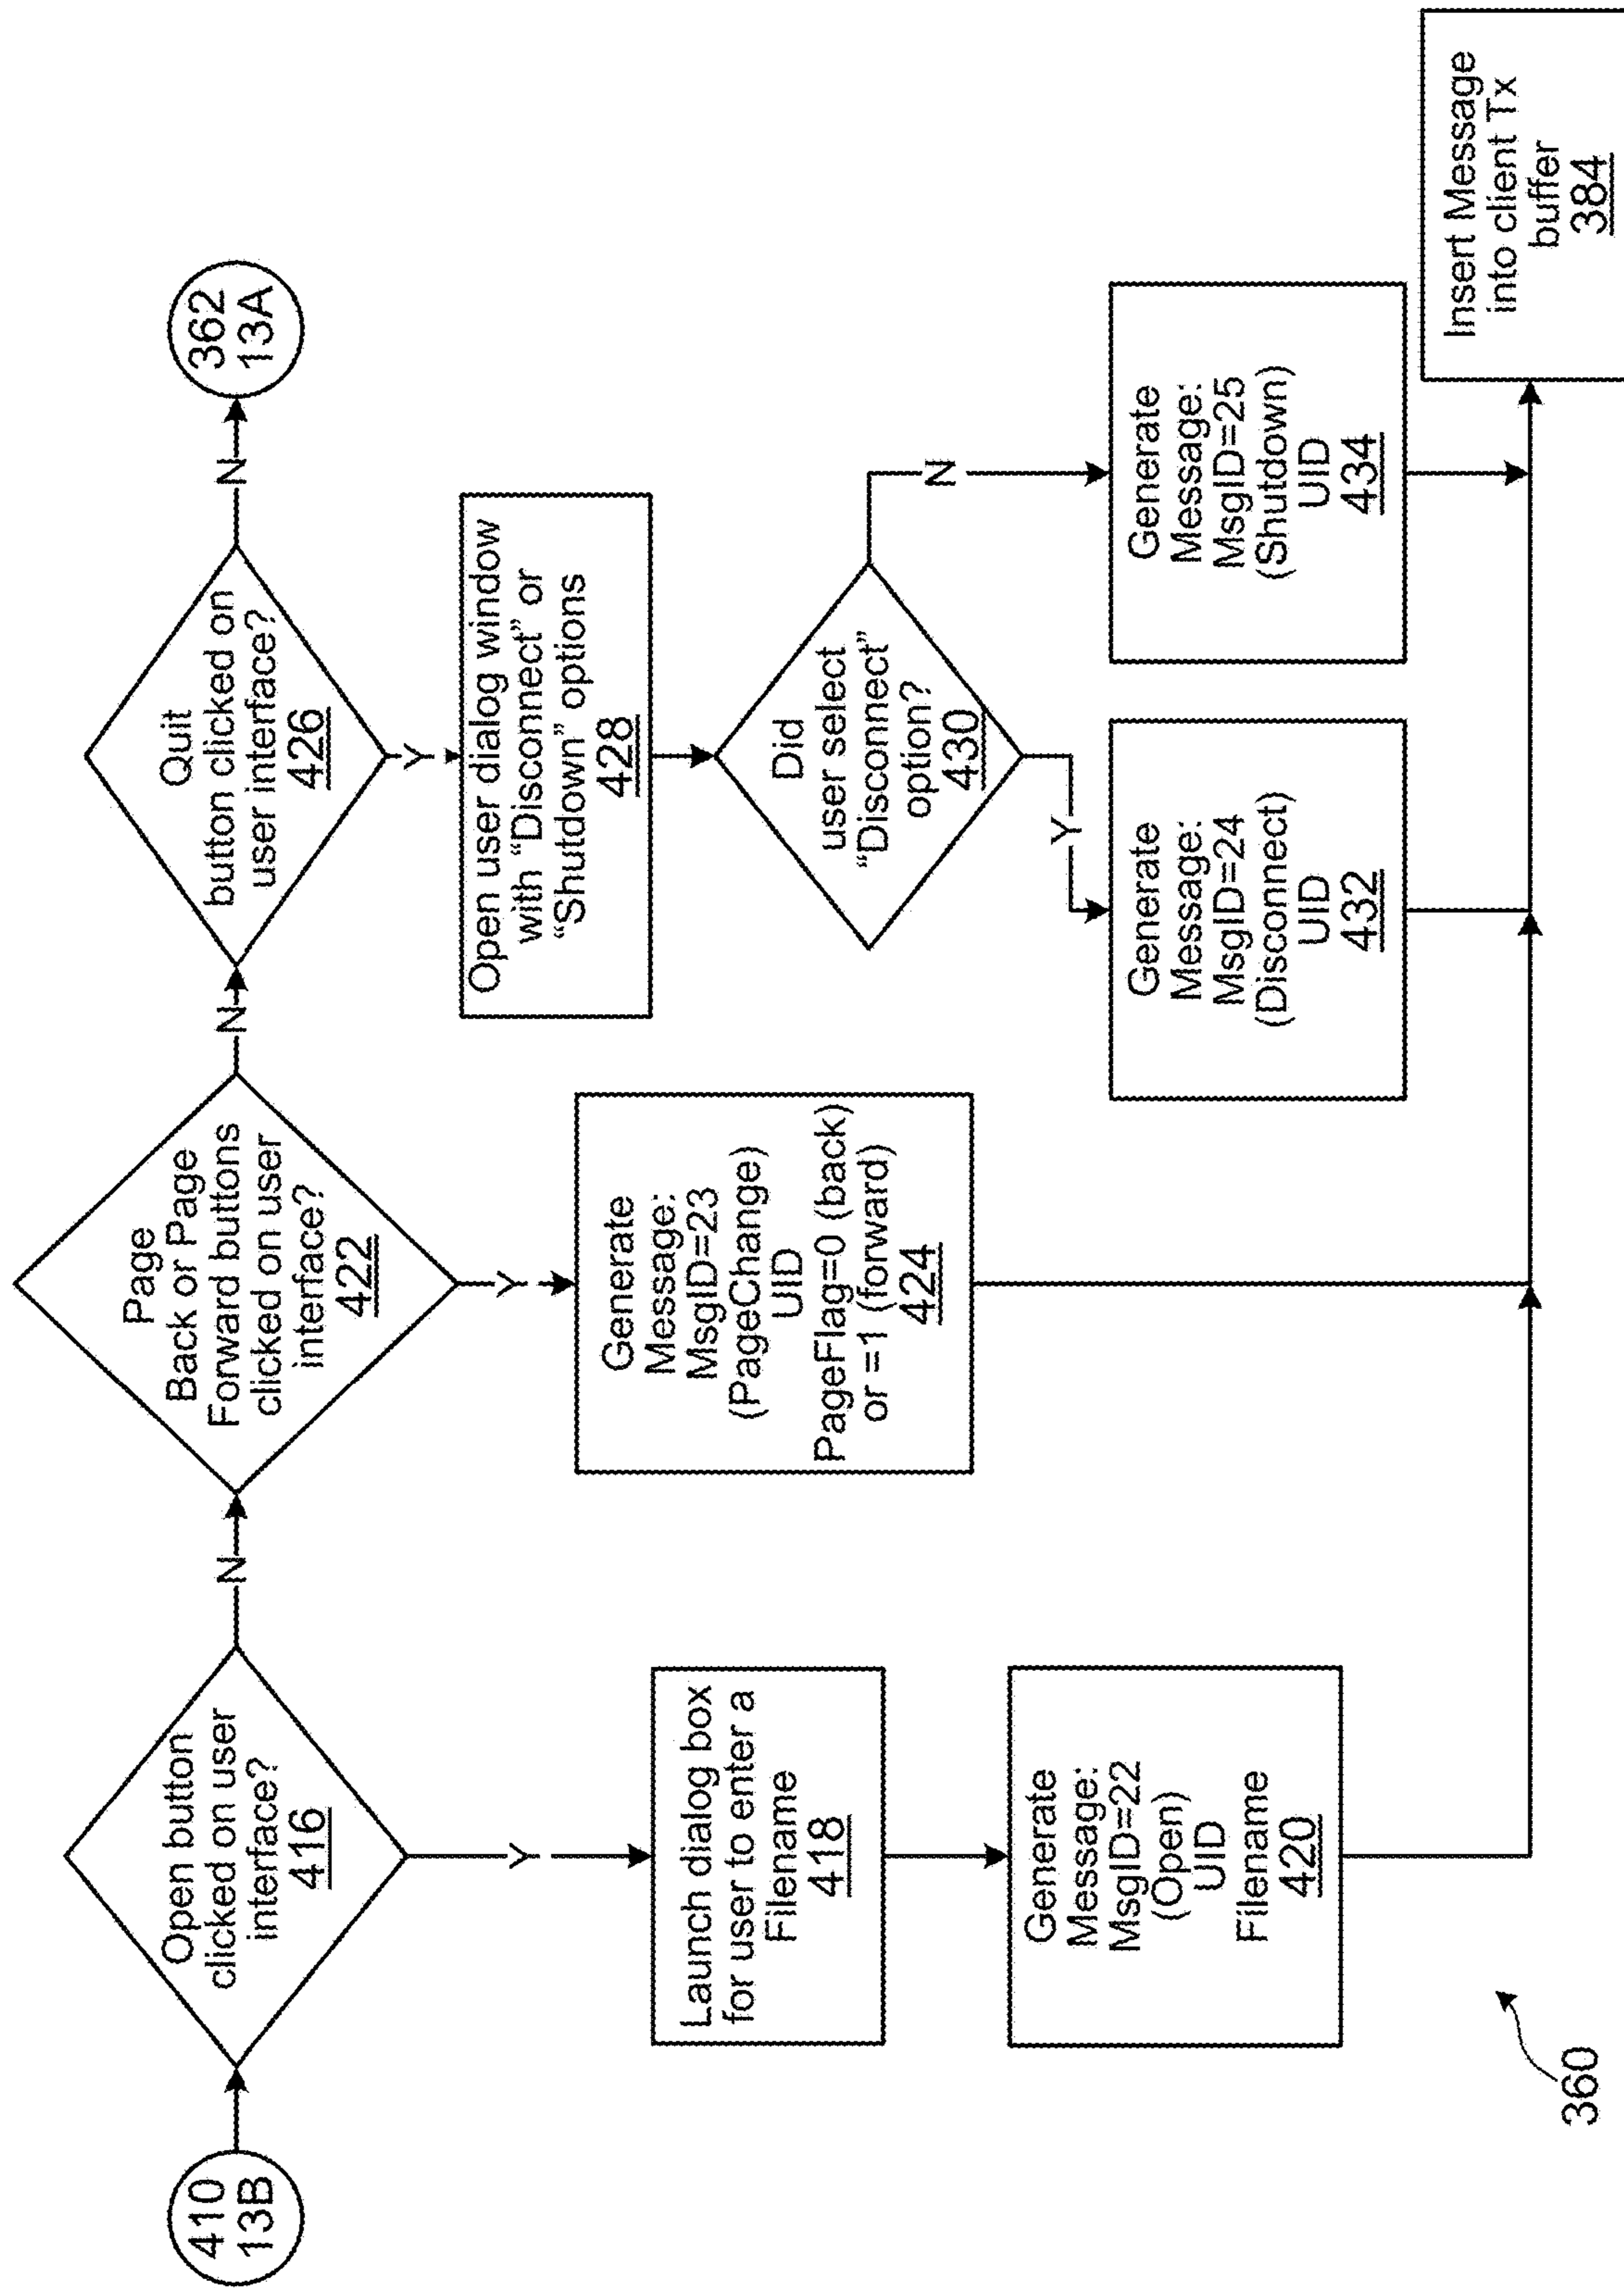 410
13B
Open button
clicked on user
interface?
416
N
Page
Back or Page
Forward buttons
clicked on user
interface?
422
N
Quit
button clicked on
user interface?
426
N
362
13A
Y
Launch dialog box
for user to enter a
Filename
418
Generate
Message:
MsgID=22
(Open)
UID
Filename
420
Y
Generate
Message:
MsgID=23
(PageChange)
UID
PageFlag=0 (back)
or =1 (forward)
424
Y
Open user dialog window
with “Disconnect” or
“Shutdown” options
428
Did
user select
“Disconnect”
option?
430
Y
Generate
Message:
MsgID=24
(Disconnect)
UID
432
N
Generate
Message:
MsgID=25
(Shutdown)
UID
434
Insert Message
into client Tx
buffer
384
360